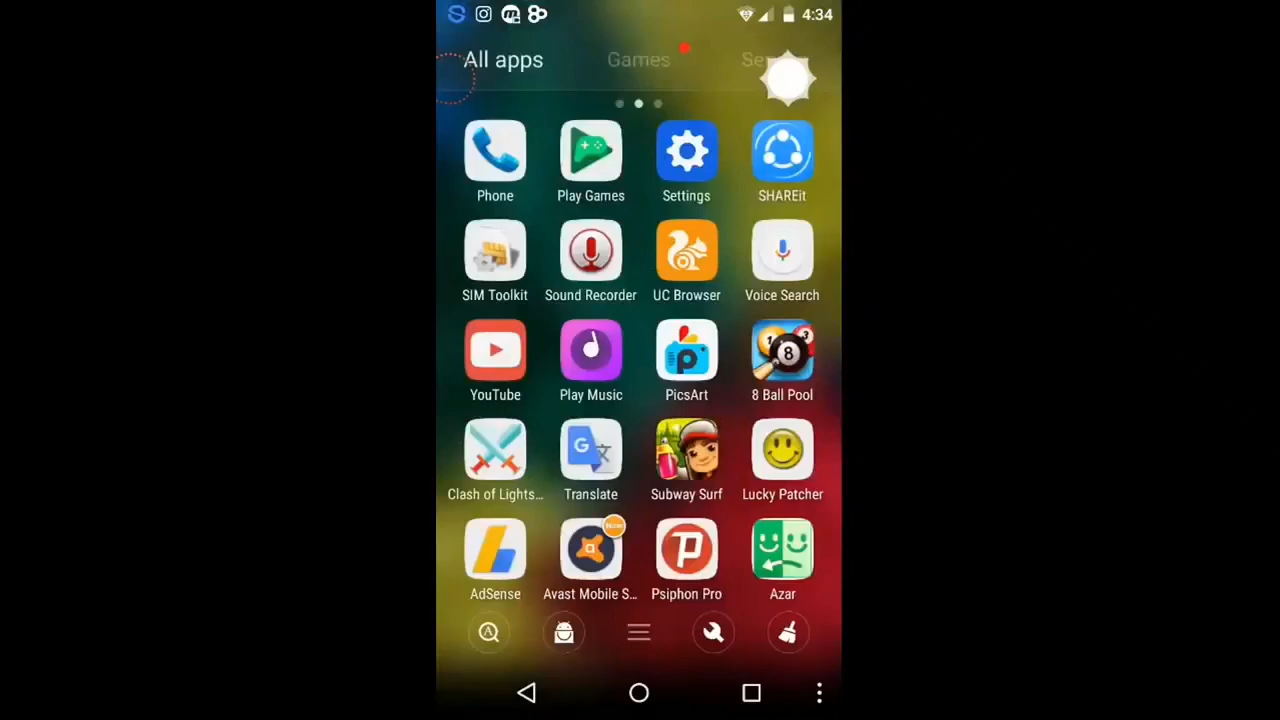 4:34
All apps Games Se
Phone Play Games Settings SHAREit
SIM Toolkit Sound Recorder UC Browser Voice Search
YouTube Play Music PicsArt 8 Ball Pool
Clash of Lights... Translate Subway Surf Lucky Patcher
New
AdSense Avast Mobile S... Psiphon Pro Azar